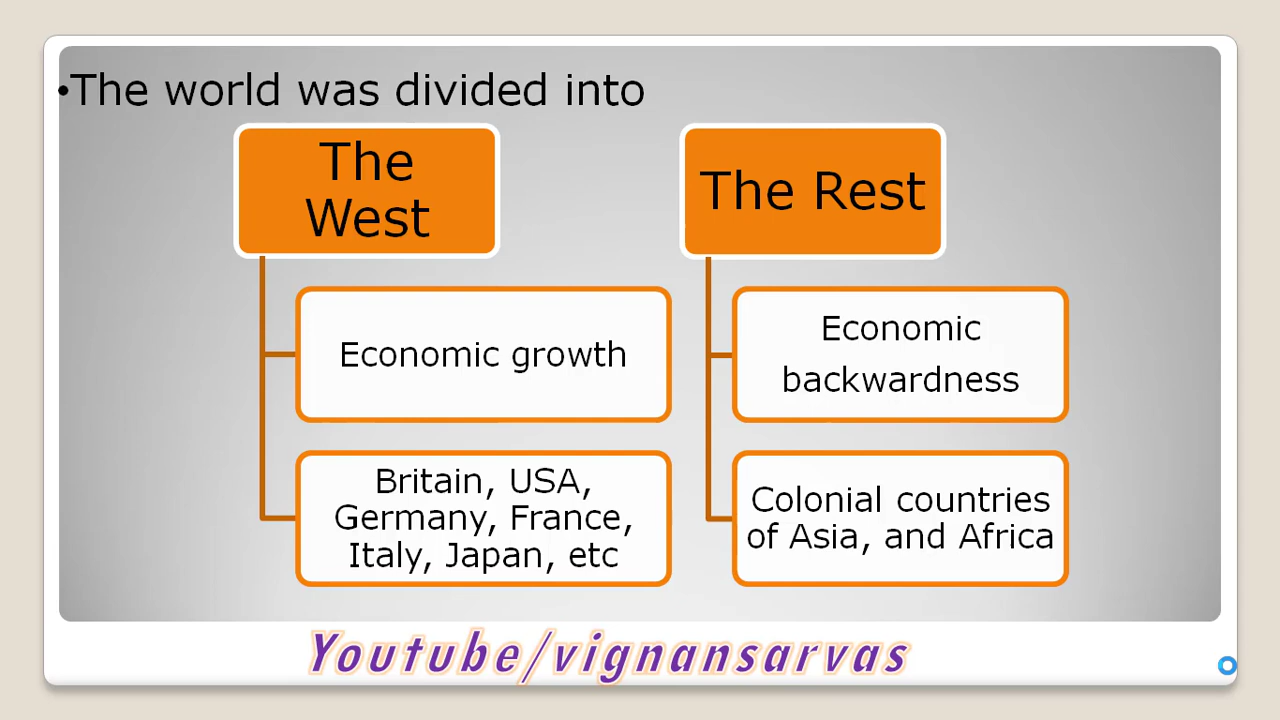 •The world was divided into
The
West
Economic growth
Britain, USA,
Germany, France,
Italy, Japan, etc
The Rest
Economic
backwardness
Colonial countries
of Asia, and Africa
Youtube/vignansarvas